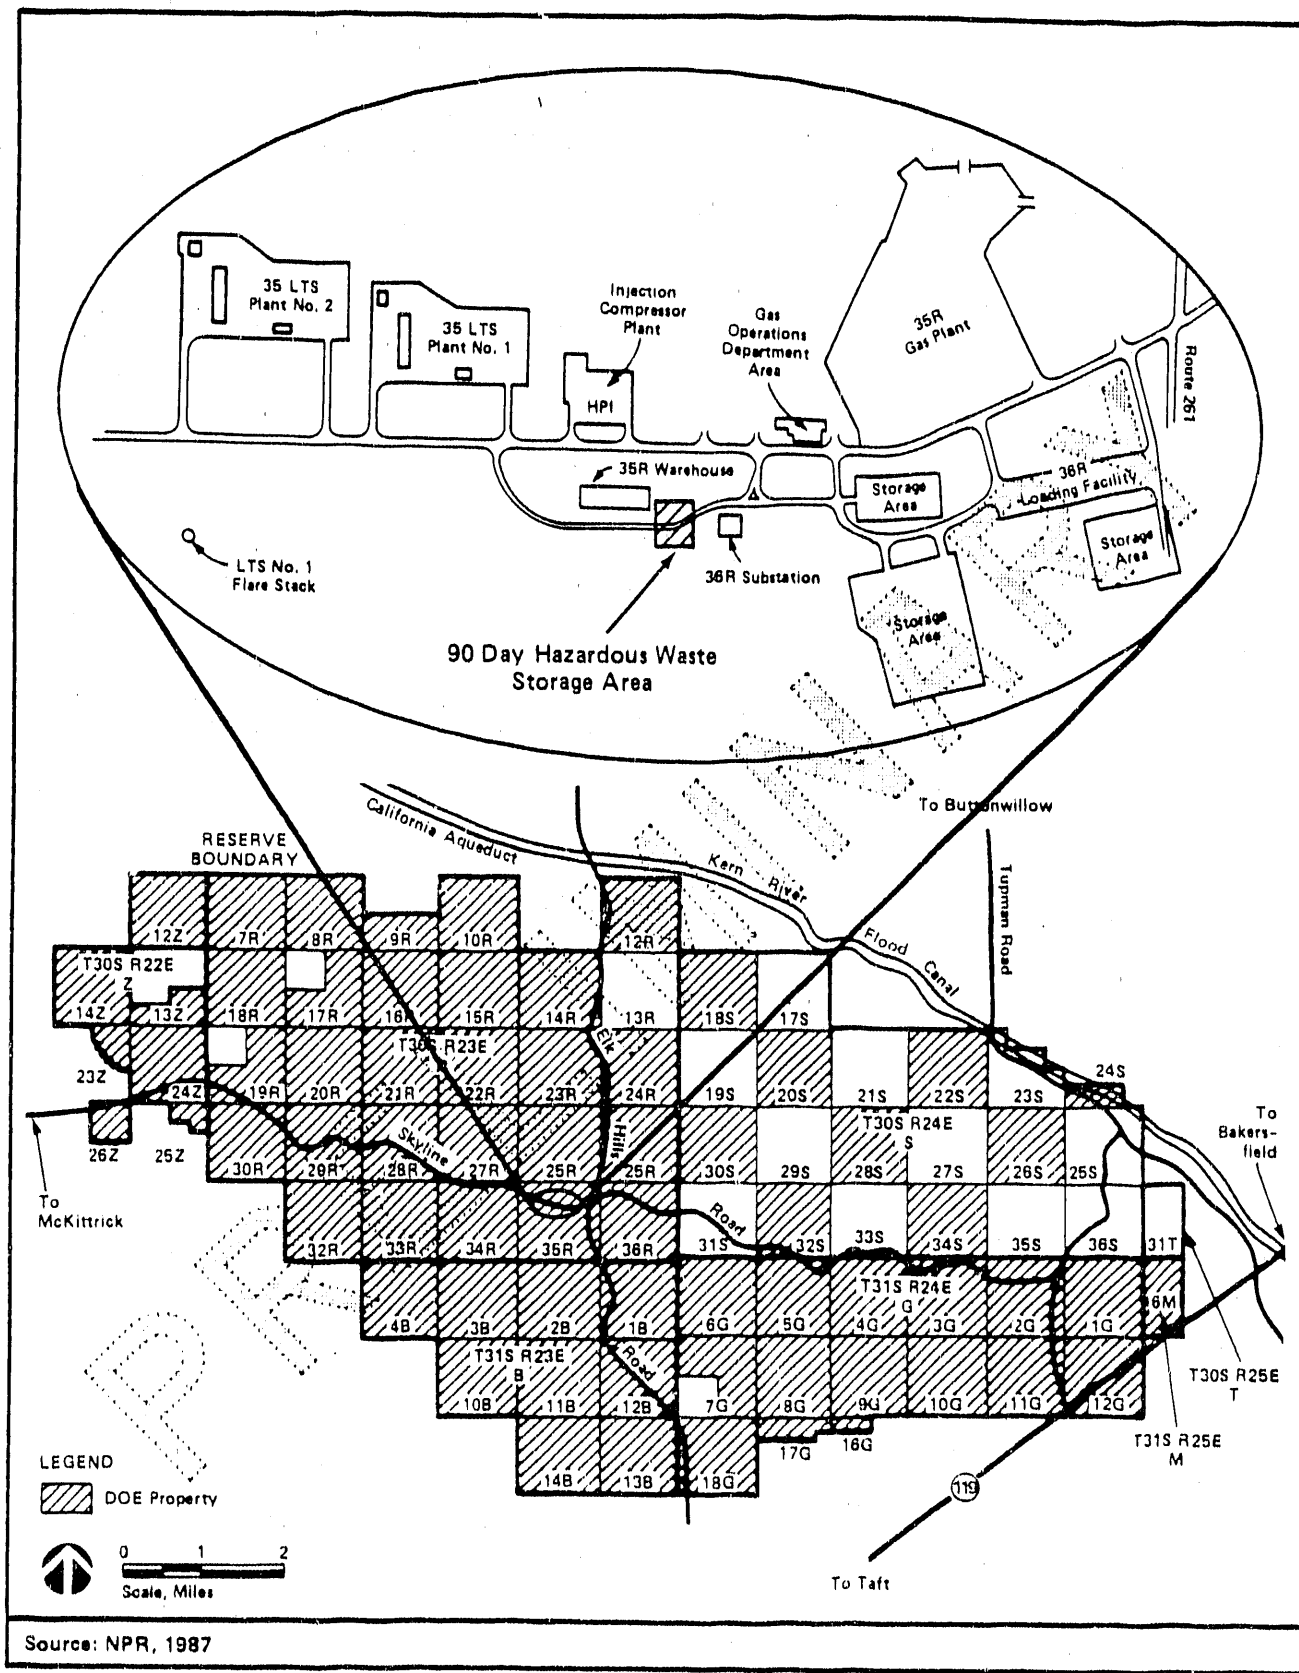 35 LTS
Plant No. 2
35 LTS
Plant No. 1
Injection
Compressor
Plant
HPI
Gas
Operations
Department
Area
35R
Gas Plant
Route 261
35R Warehouse
Storage
Area
36R
Loading Facility
Storage
Area
LTS No. 1
Flare Stack
36R Substation
Storage
Area
90 Day Hazardous Waste
Storage Area
To Buttonwillow
California Aqueduct
Kern River
Flood Canal
Tupman Road
RESERVE
BOUNDARY
12Z 7R 8R 9R 10R 12R
T30S R22E
Z
14Z 13Z 18R 17R 16R 15R 14R 13R 18S 17S
Elk
T30S R23E
23Z 24Z 19R 20R 21R 22R 23R 24R 19S 20S 21S 22S 23S 24S
T30S R24E
S
To
Bakers-
field
Skyline
Hills
26Z 25Z 30R 29R 28R 27R 25R 25R 30S 29S 28S 27S 26S 25S
To
McKittrick
Road
32R 33R 34R 35R 36R 31S 32S 33S 34S 35S 36S 31T
T31S R24E
G
4B 3B 2B 1B 6G 5G 4G 3G 2G 1G 6M
T31S R23E
B
Road
10B 11B 12B 7G 8G 9G 10G 11G 12G
T30S R25E
T
14B 13B 18G 17G 16G
T31S R25E
M
LEGEND
DOE Property
119
0 1 2
Scale, Miles
To Taft
Source: NPR, 1987